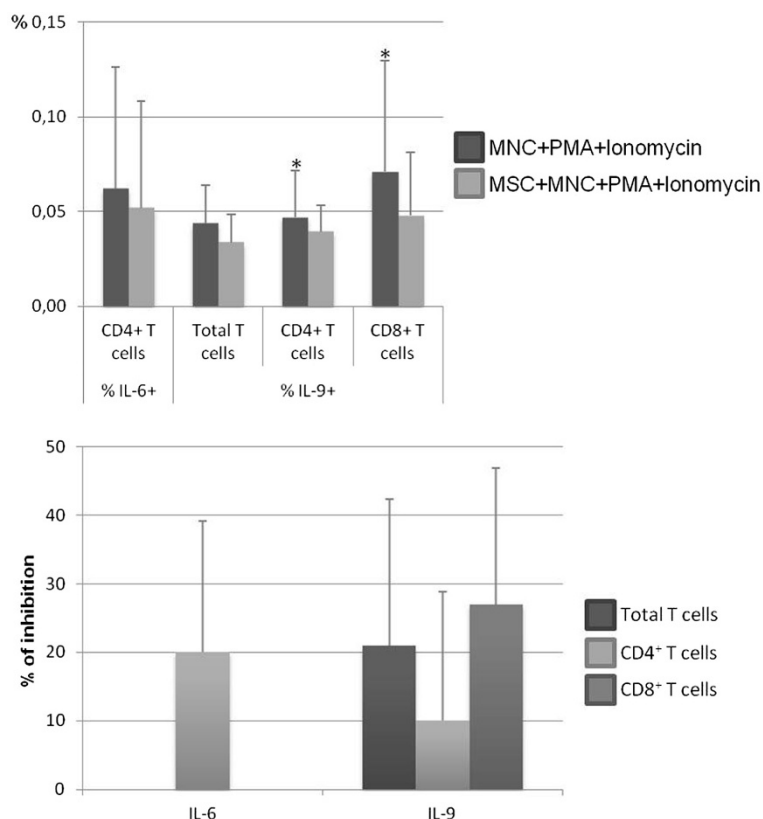 % 0,15
0,10
0,05
0,00
*
*
MNC+PMA+Ionomycin
MSC+MNC+PMA+Ionomycin
CD4+ T
cells
Total T
cells
CD4+ T
cells
CD8+ T
cells
% IL-6+
% IL-9+
% of inhibition
50
40
30
20
10
0
IL-6
IL-9
Total T cells
CD4⁺ T cells
CD8⁺ T cells